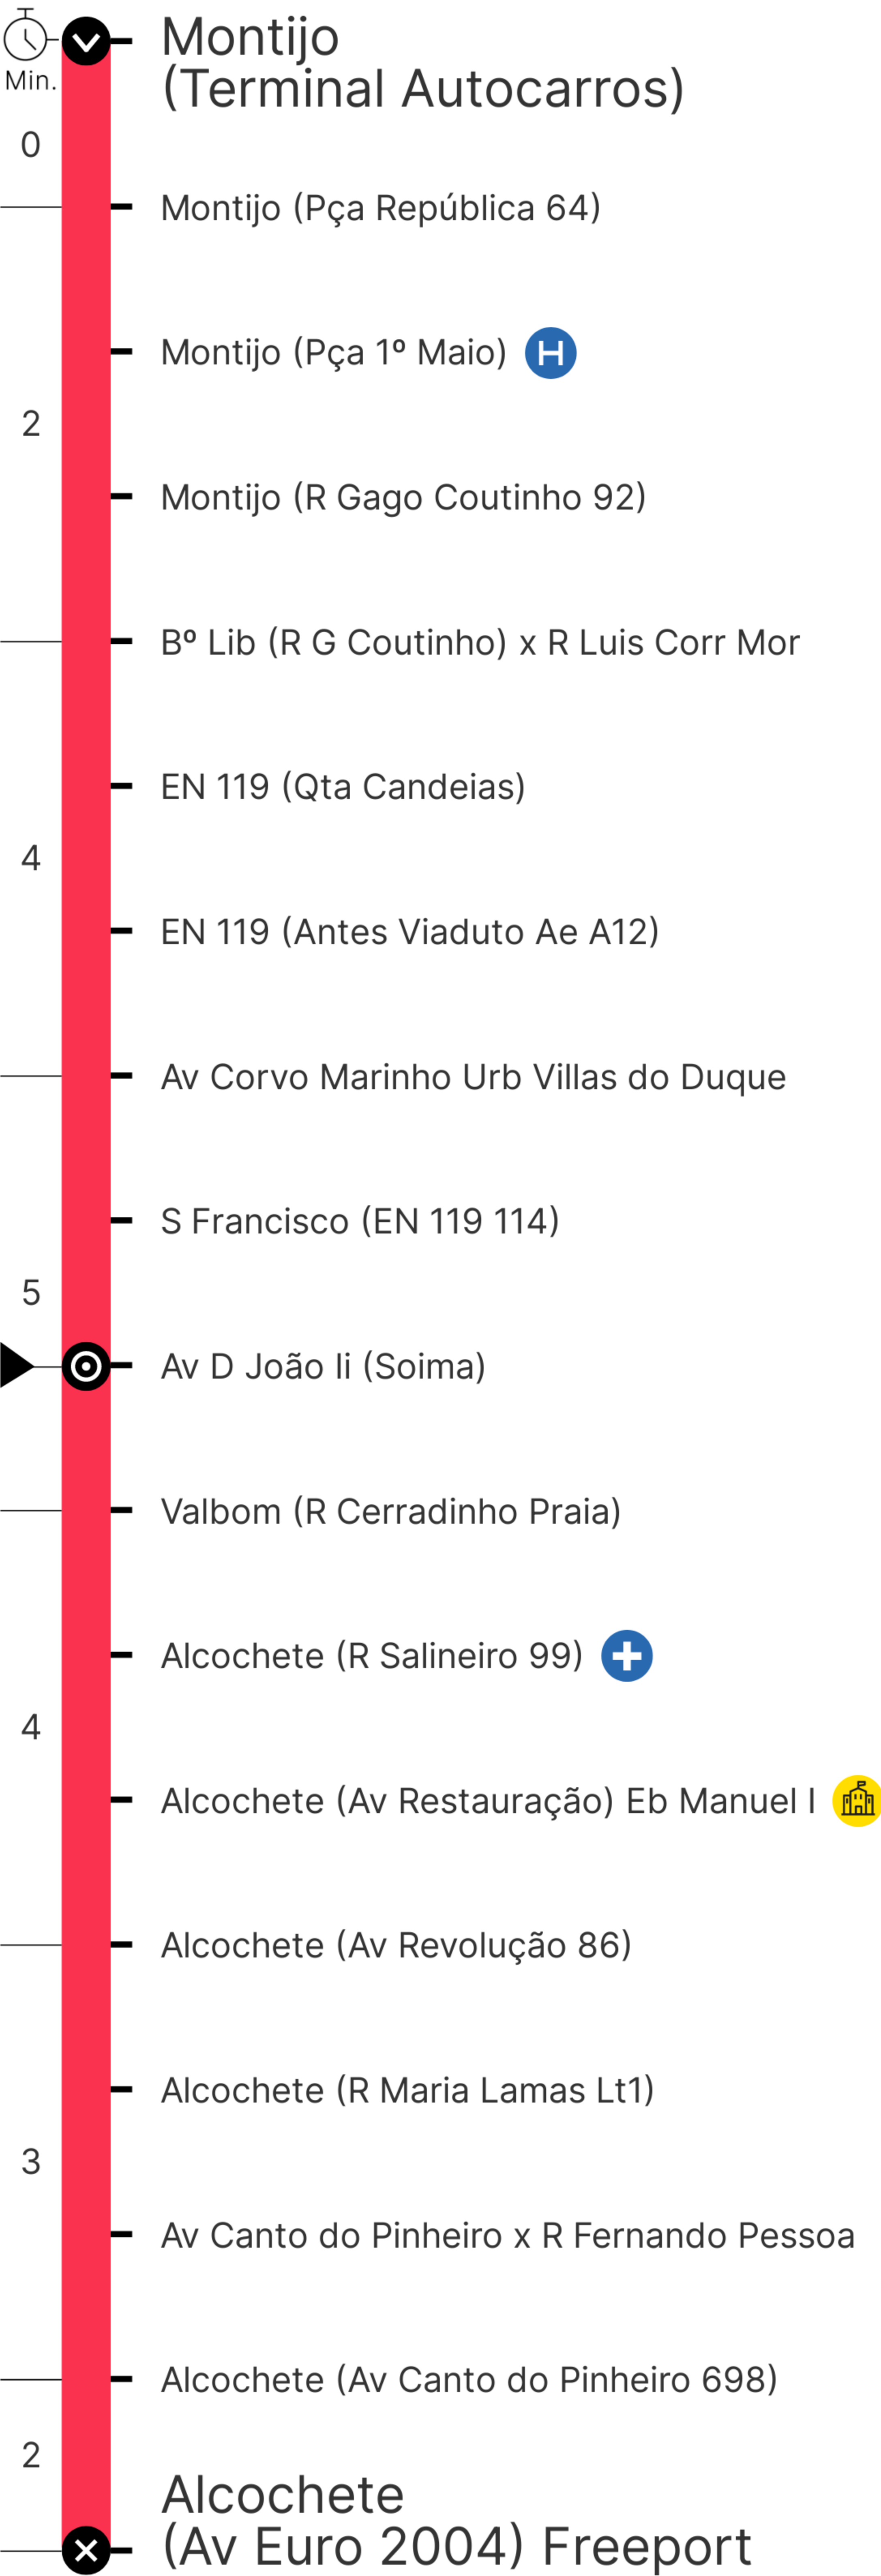 Montijo
(Terminal Autocarros)
Min.
0
Montijo (Pça República 64)
Montijo (Pça 1º Maio) H
2
Montijo (R Gago Coutinho 92)
Bº Lib (R G Coutinho) x R Luis Corr Mor
EN 119 (Qta Candeias)
4
EN 119 (Antes Viaduto Ae A12)
Av Corvo Marinho Urb Villas do Duque
S Francisco (EN 119 114)
5
Av D João Ii (Soima)
Valbom (R Cerradinho Praia)
Alcochete (R Salineiro 99)
4
Alcochete (Av Restauração) Eb Manuel I
Alcochete (Av Revolução 86)
Alcochete (R Maria Lamas Lt1)
3
Av Canto do Pinheiro x R Fernando Pessoa
Alcochete (Av Canto do Pinheiro 698)
2
Alcochete
(Av Euro 2004) Freeport